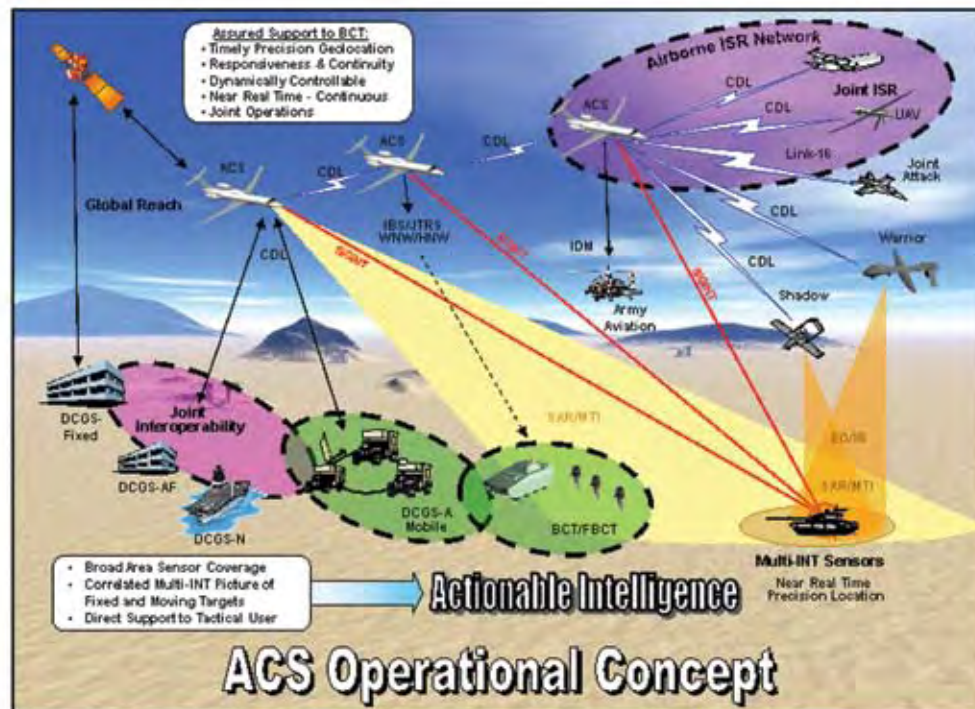 Assured Support to BCT:
• Timely Precision Geolocation
• Responsiveness & Continuity
• Dynamically Controllable
• Near Real Time - Continuous
• Joint Operations
Airborne ISR Network
Joint ISR
UAV
ACS
ACS
ACS
CDL
CDL
CDL
CDL
Link-16
Joint
Attack
CDL
CDL
Warrior
Shadow
Global Reach
CDL
IBS/JTRS
WNW/HNW
SIGINT
SIGINT
SIGINT
IDM
Army
Aviation
DCGS-
Fixed
Joint
Interoperability
DCGS-AF
DCGS-N
DCGS-A
Mobile
BCT/FBCT
SAR/MTI
EO/IR
SAR/MTI
Multi-INT Sensors
Near Real Time
Precision Location
• Broad Area Sensor Coverage
• Correlated Multi-INT Picture of
Fixed and Moving Targets
• Direct Support to Tactical User
Actionable Intelligence
ACS Operational Concept